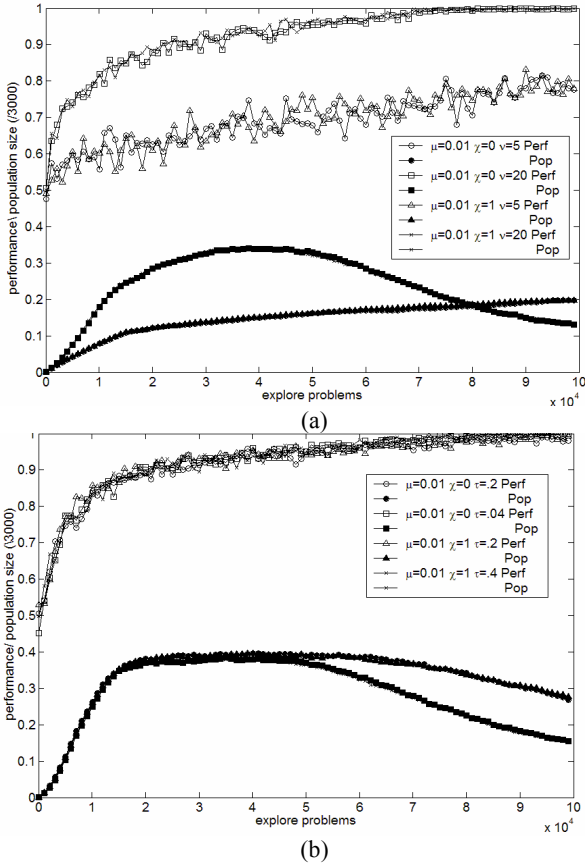 1
0.9
0.8
0.7
0.6
0.5
0.4
0.3
0.2
0.1
0
performance\ population size (/3000)
μ=0.01 χ=0 ν=5 Perf
Pop
μ=0.01 χ=0 ν=20 Perf
Pop
μ=0.01 χ=1 ν=5 Perf
Pop
μ=0.01 χ=1 ν=20 Perf
Pop
0 1 2 3 4 5 6 7 8 9 10
explore problems
x 10⁴
(a)
1
0.9
0.8
0.7
0.6
0.5
0.4
0.3
0.2
0.1
0
performance/ population size (\3000)
μ=0.01 χ=0 τ=.2 Perf
Pop
μ=0.01 χ=0 τ=.04 Perf
Pop
μ=0.01 χ=1 τ=.2 Perf
Pop
μ=0.01 χ=1 τ=.4 Perf
Pop
0 1 2 3 4 5 6 7 8 9 10
explore problems
x 10⁴
(b)